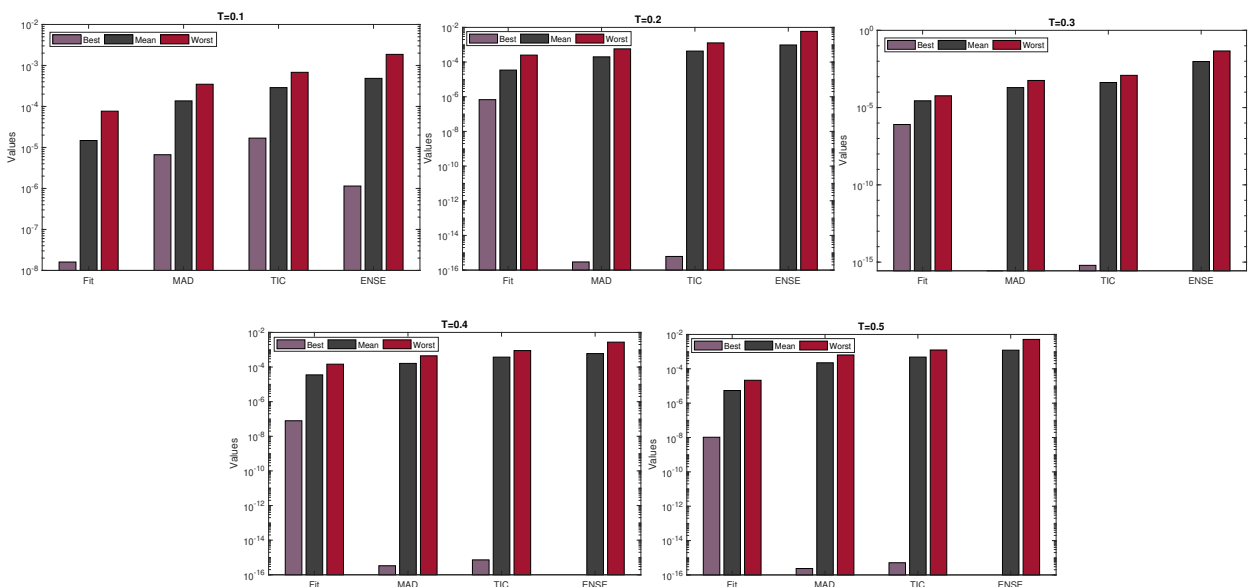 T=0.1
Best Mean Worst
Values
10^-2
10^-3
10^-4
10^-5
10^-6
10^-7
10^-8
Fit MAD TIC ENSE
T=0.2
Best Mean Worst
Values
10^-2
10^-4
10^-6
10^-8
10^-10
10^-12
10^-14
10^-16
Fit MAD TIC ENSE
T=0.3
Best Mean Worst
Values
10^0
10^-5
10^-10
10^-15
Fit MAD TIC ENSE
T=0.4
Best Mean Worst
Values
10^-2
10^-4
10^-6
10^-8
10^-10
10^-12
10^-14
10^-16
Fit MAD TIC ENSE
T=0.5
Best Mean Worst
Values
10^-2
10^-4
10^-6
10^-8
10^-10
10^-12
10^-14
10^-16
Fit MAD TIC ENSE